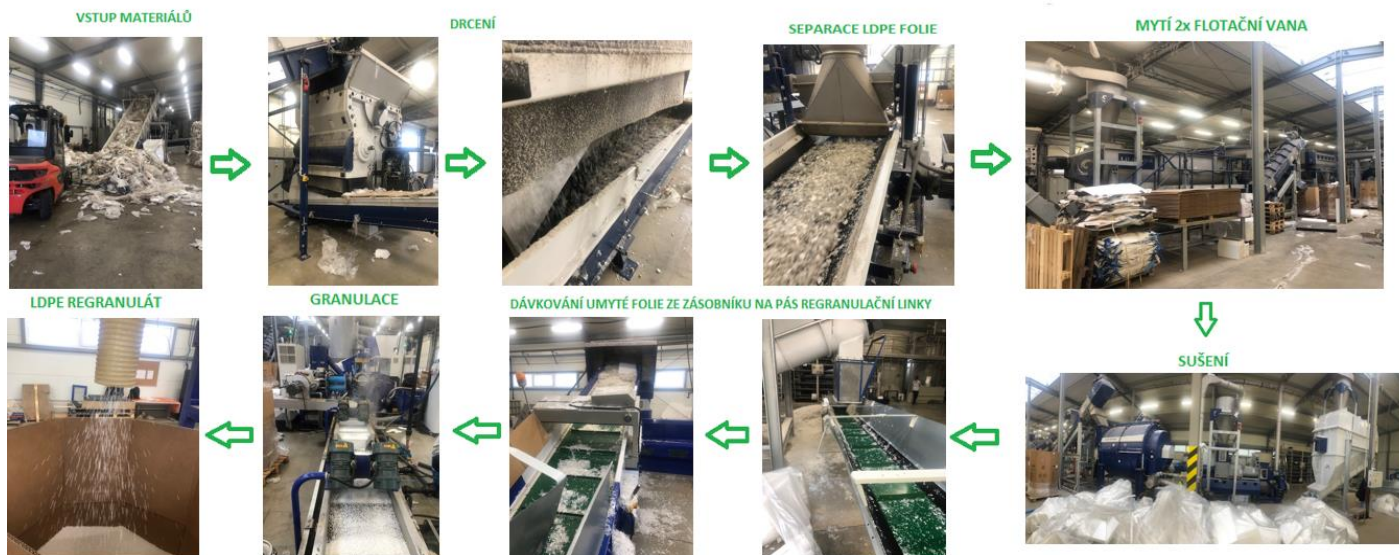 VSTUP MATERIÁLŮ
DRCENÍ
SEPARACE LDPE FOLIE
MYTÍ 2x FLOTAČNÍ VANA
SUŠENÍ
DÁVKOVÁNÍ UMYTÉ FOLIE ZE ZÁSOBNÍKU NA PÁS REGRANULAČNÍ LINKY
GRANULACE
LDPE REGRANULÁT